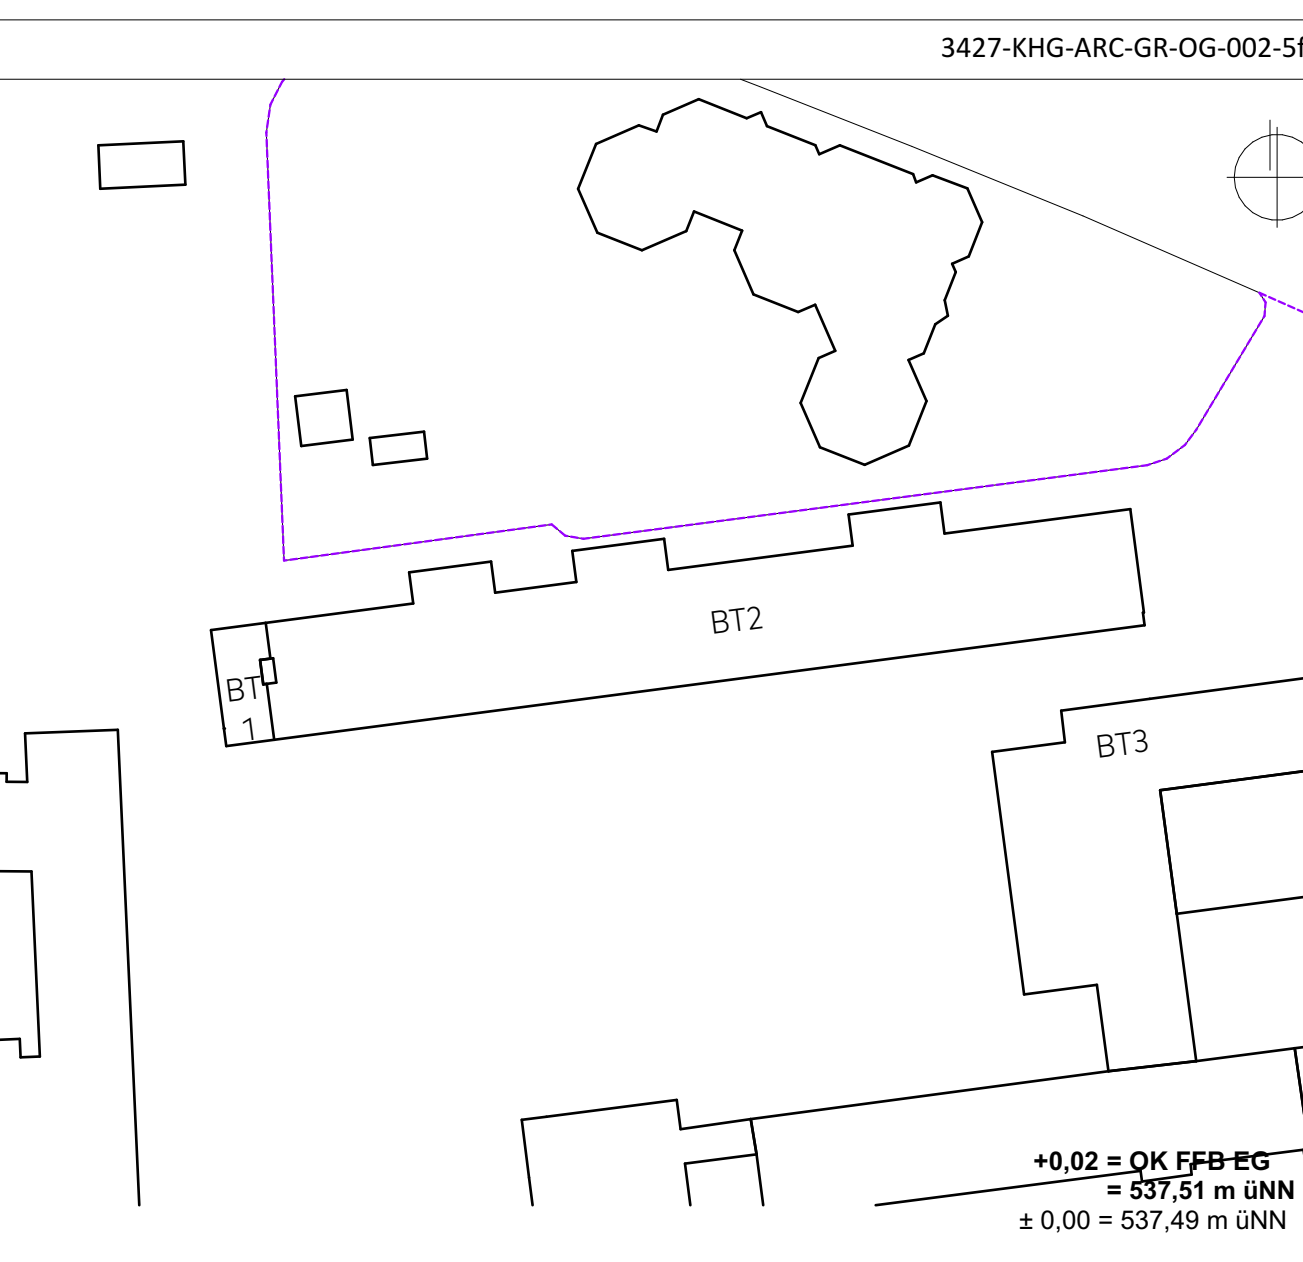 3427-KHG-ARC-GR-OG-002-5f
BT2
BT
1
BT3
+0,02 = OK FFB EG
= 537,51 m üNN
± 0,00 = 537,49 m üNN